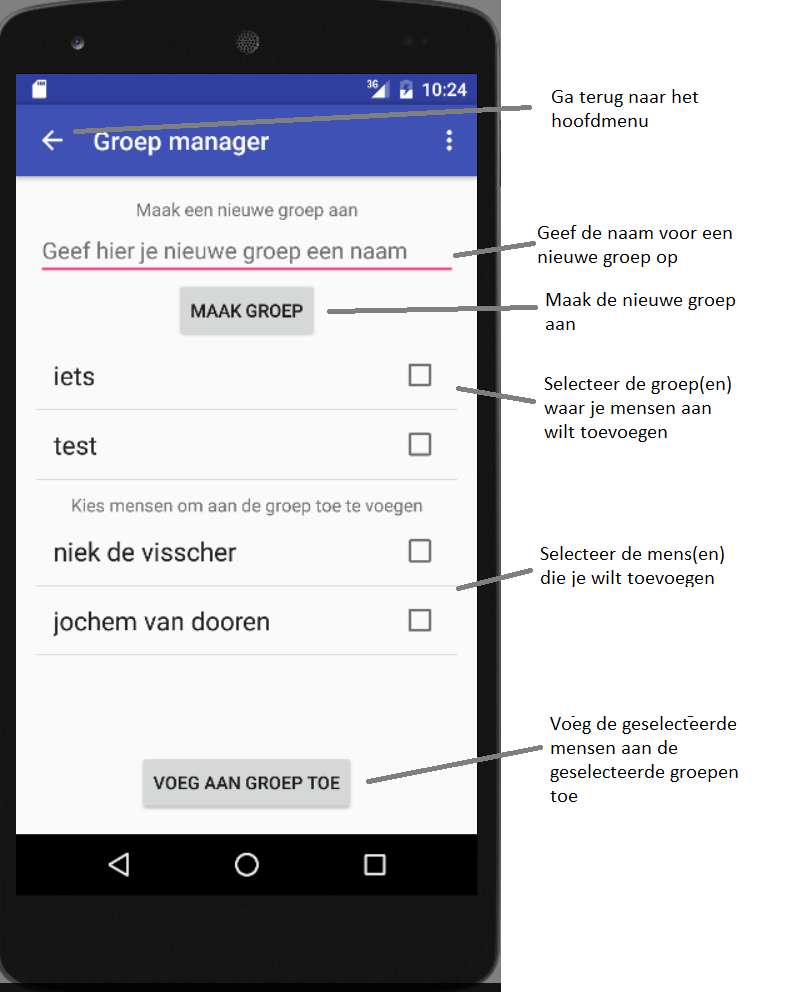 3G 10:24
Groep manager
Maak een nieuwe groep aan
Geef hier je nieuwe groep een naam
MAAK GROEP
iets
test
Kies mensen om aan de groep toe te voegen
niek de visscher
jochem van dooren
VOEG AAN GROEP TOE
Ga terug naar het
hoofdmenu
Geef de naam voor een
nieuwe groep op
Maak de nieuwe groep
aan
Selecteer de groep(en)
waar je mensen aan
wilt toevoegen
Selecteer de mens(en)
die je wilt toevoegen
Voeg de geselecteerde
mensen aan de
geselecteerde groepen
toe